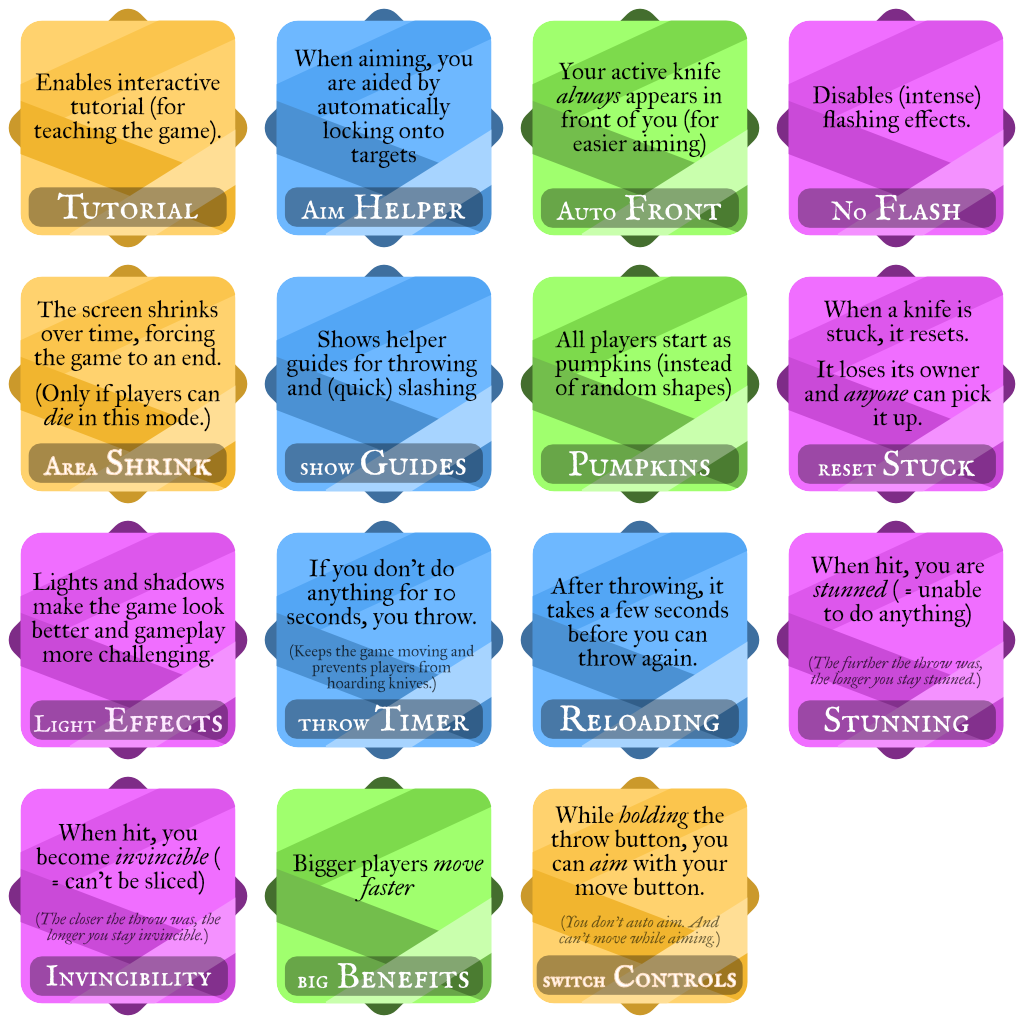 Enables interactive
tutorial (for
teaching the game).
Tutorial
When aiming, you
are aided by
automatically
locking onto
targets
Aim Helper
Your active knife
always appears in
front of you (for
easier aiming)
Auto Front
Disables (intense)
flashing effects.
No Flash
The screen shrinks
over time, forcing
the game to an end.
(Only if players can
die in this mode.)
Area Shrink
Shows helper
guides for throwing
and (quick) slashing
show Guides
All players start as
pumpkins (instead
of random shapes)
Pumpkins
When a knife is
stuck, it resets.
It loses its owner
and anyone can pick
it up.
reset Stuck
Lights and shadows
make the game look
better and gameplay
more challenging.
Light Effects
If you don't do
anything for 10
seconds, you throw.
(Keeps the game moving and
prevents players from
hoarding knives.)
throw Timer
After throwing, it
takes a few seconds
before you can
throw again.
Reloading
When hit, you are
stunned ( = unable
to do anything)
(The further the throw was,
the longer you stay stunned.)
Stunning
When hit, you
become invincible (
= can't be sliced)
(The closer the throw was, the
longer you stay invincible.)
Invincibility
Bigger players move
faster
big Benefits
While holding the
throw button, you
can aim with your
move button.
(You don't auto aim. And
can't move while aiming.)
switch Controls